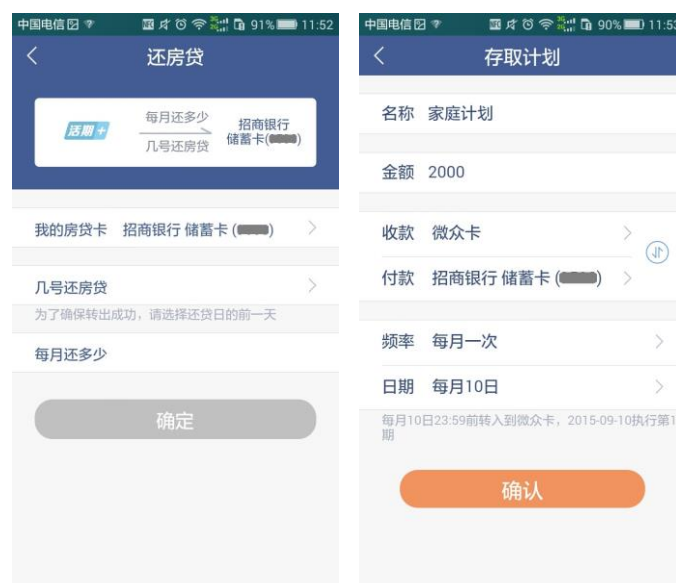 中国电信 91% 11:52
还房贷
活期+
每月还多少
几号还房贷
招商银行
储蓄卡( )
我的房贷卡 招商银行 储蓄卡 ( )
几号还房贷
为了确保转出成功，请选择还贷日的前一天
每月还多少
确定
中国电信 90% 11:53
存取计划
名称 家庭计划
金额 2000
收款 微众卡
付款 招商银行 储蓄卡 ( )
频率 每月一次
日期 每月10日
每月10日23:59前转入到微众卡，2015-09-10执行第1
期
确认